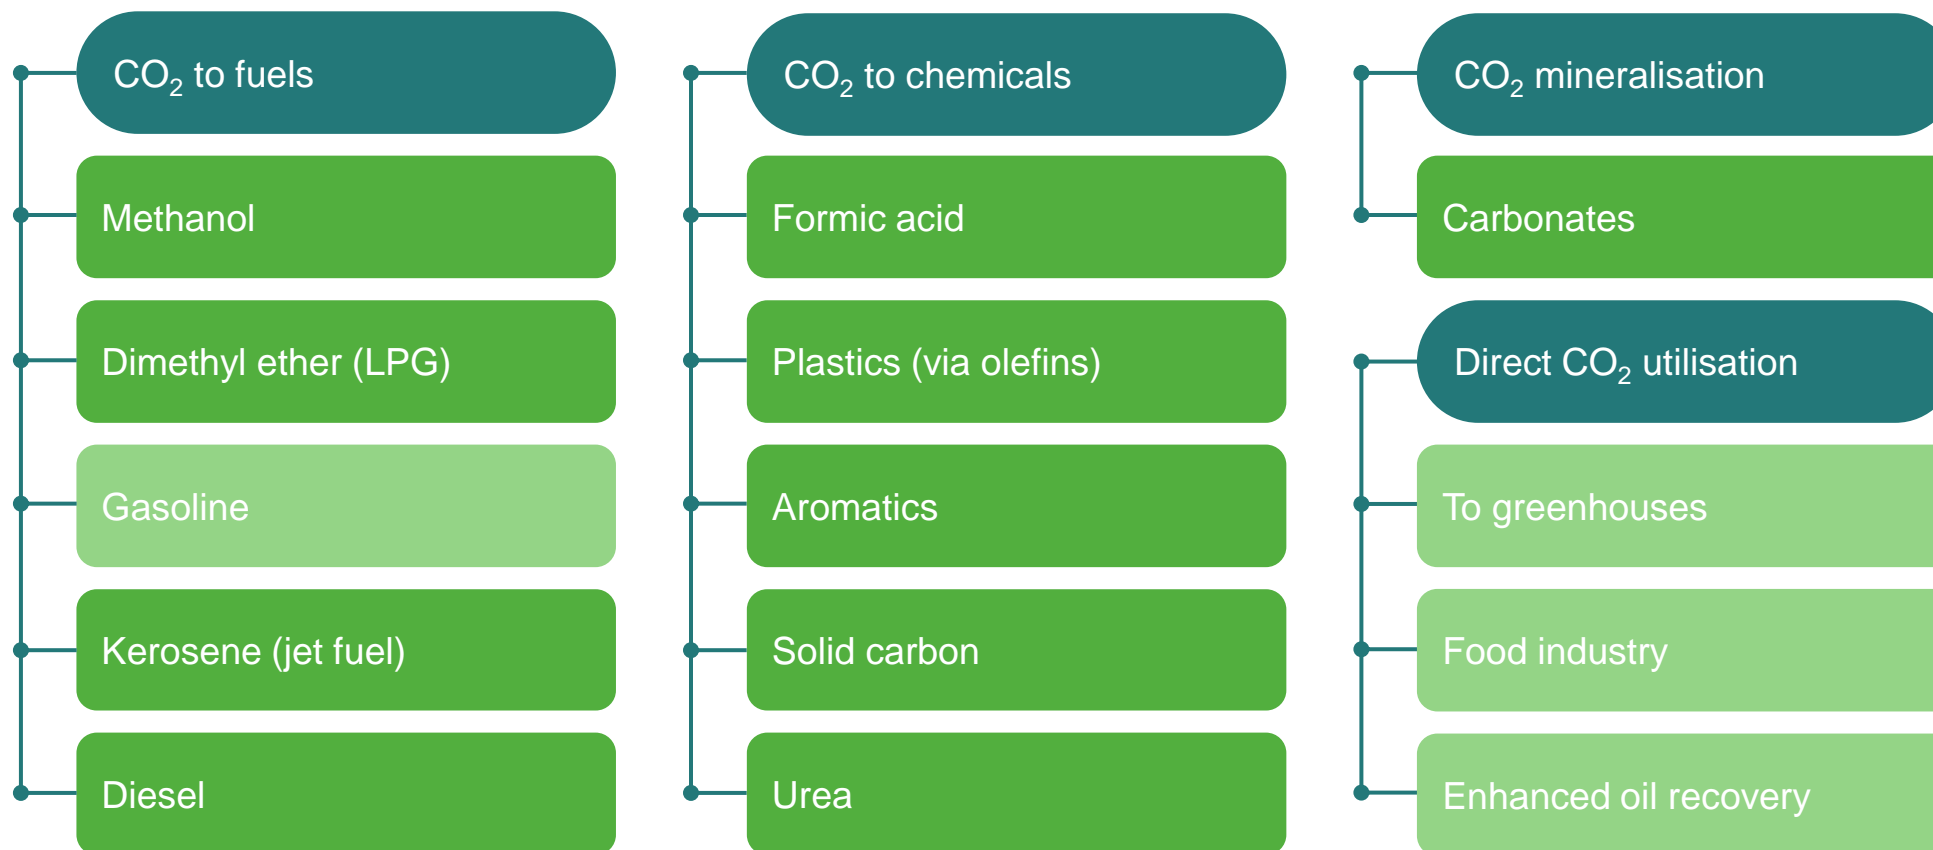 CO₂ to fuels
Methanol
Dimethyl ether (LPG)
Gasoline
Kerosene (jet fuel)
Diesel
CO₂ to chemicals
Formic acid
Plastics (via olefins)
Aromatics
Solid carbon
Urea
CO₂ mineralisation
Carbonates
Direct CO₂ utilisation
To greenhouses
Food industry
Enhanced oil recovery